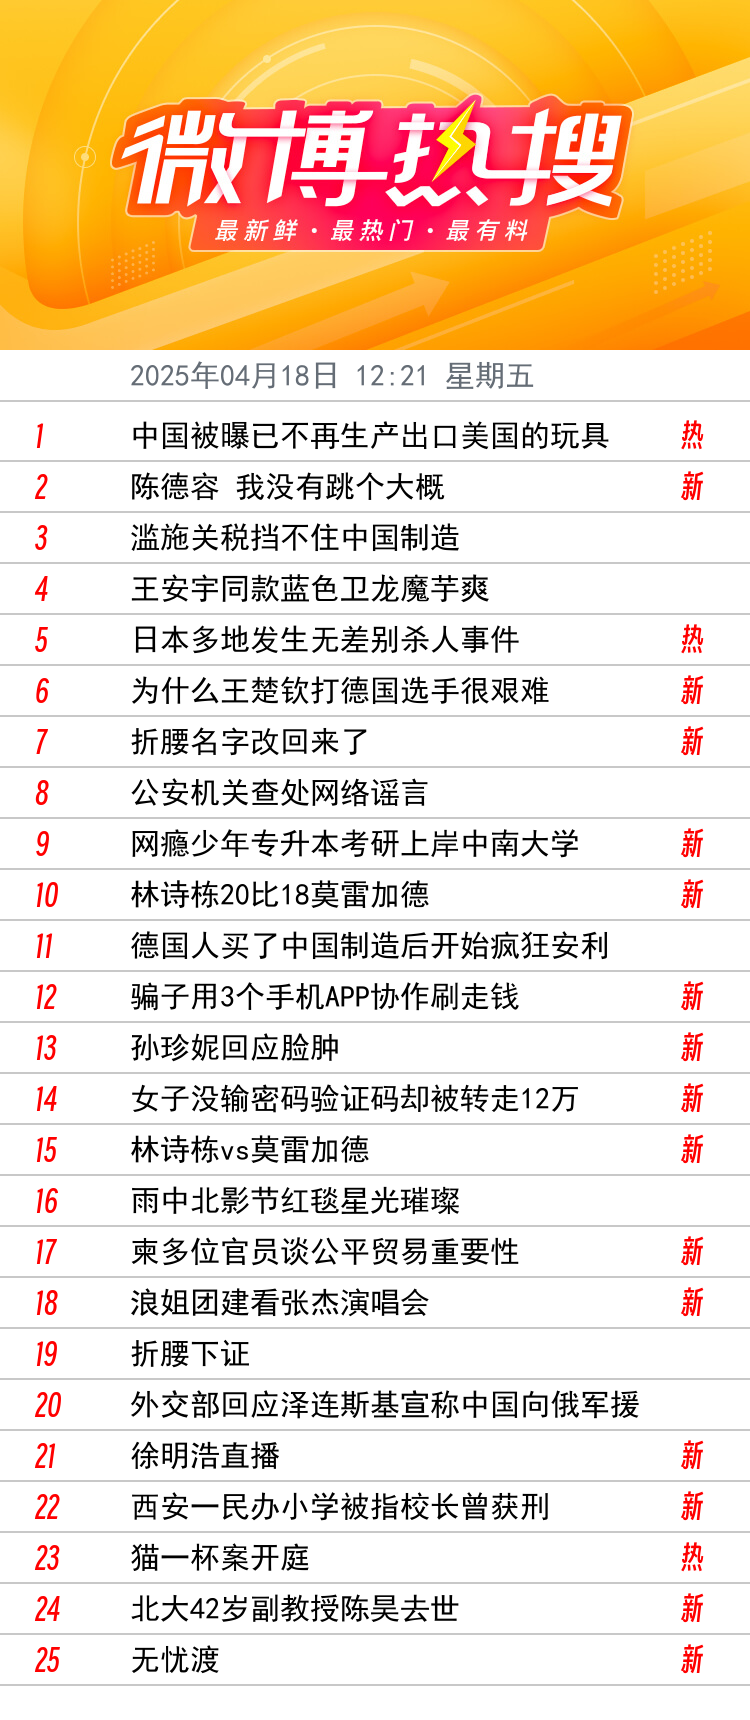 微博热搜
最新鲜·最热门·最有料
2025年04月18日 12:21 星期五
1 中国被曝已不再生产出口美国的玩具 热
2 陈德容 我没有跳个大概 新
3 滥施关税挡不住中国制造
4 王安宇同款蓝色卫龙魔芋爽
5 日本多地发生无差别杀人事件 热
6 为什么王楚钦打德国选手很艰难 新
7 折腰名字改回来了 新
8 公安机关查处网络谣言
9 网瘾少年专升本考研上岸中南大学 新
10 林诗栋20比18莫雷加德 新
11 德国人买了中国制造后开始疯狂安利
12 骗子用3个手机APP协作刷走钱 新
13 孙珍妮回应脸肿 新
14 女子没输密码验证码却被转走12万 新
15 林诗栋vs莫雷加德 新
16 雨中北影节红毯星光璀璨
17 柬多位官员谈公平贸易重要性 新
18 浪姐团建看张杰演唱会 新
19 折腰下证
20 外交部回应泽连斯基宣称中国向俄军援
21 徐明浩直播 新
22 西安一民办小学被指校长曾获刑 新
23 猫一杯案开庭 热
24 北大42岁副教授陈昊去世 新
25 无忧渡 新